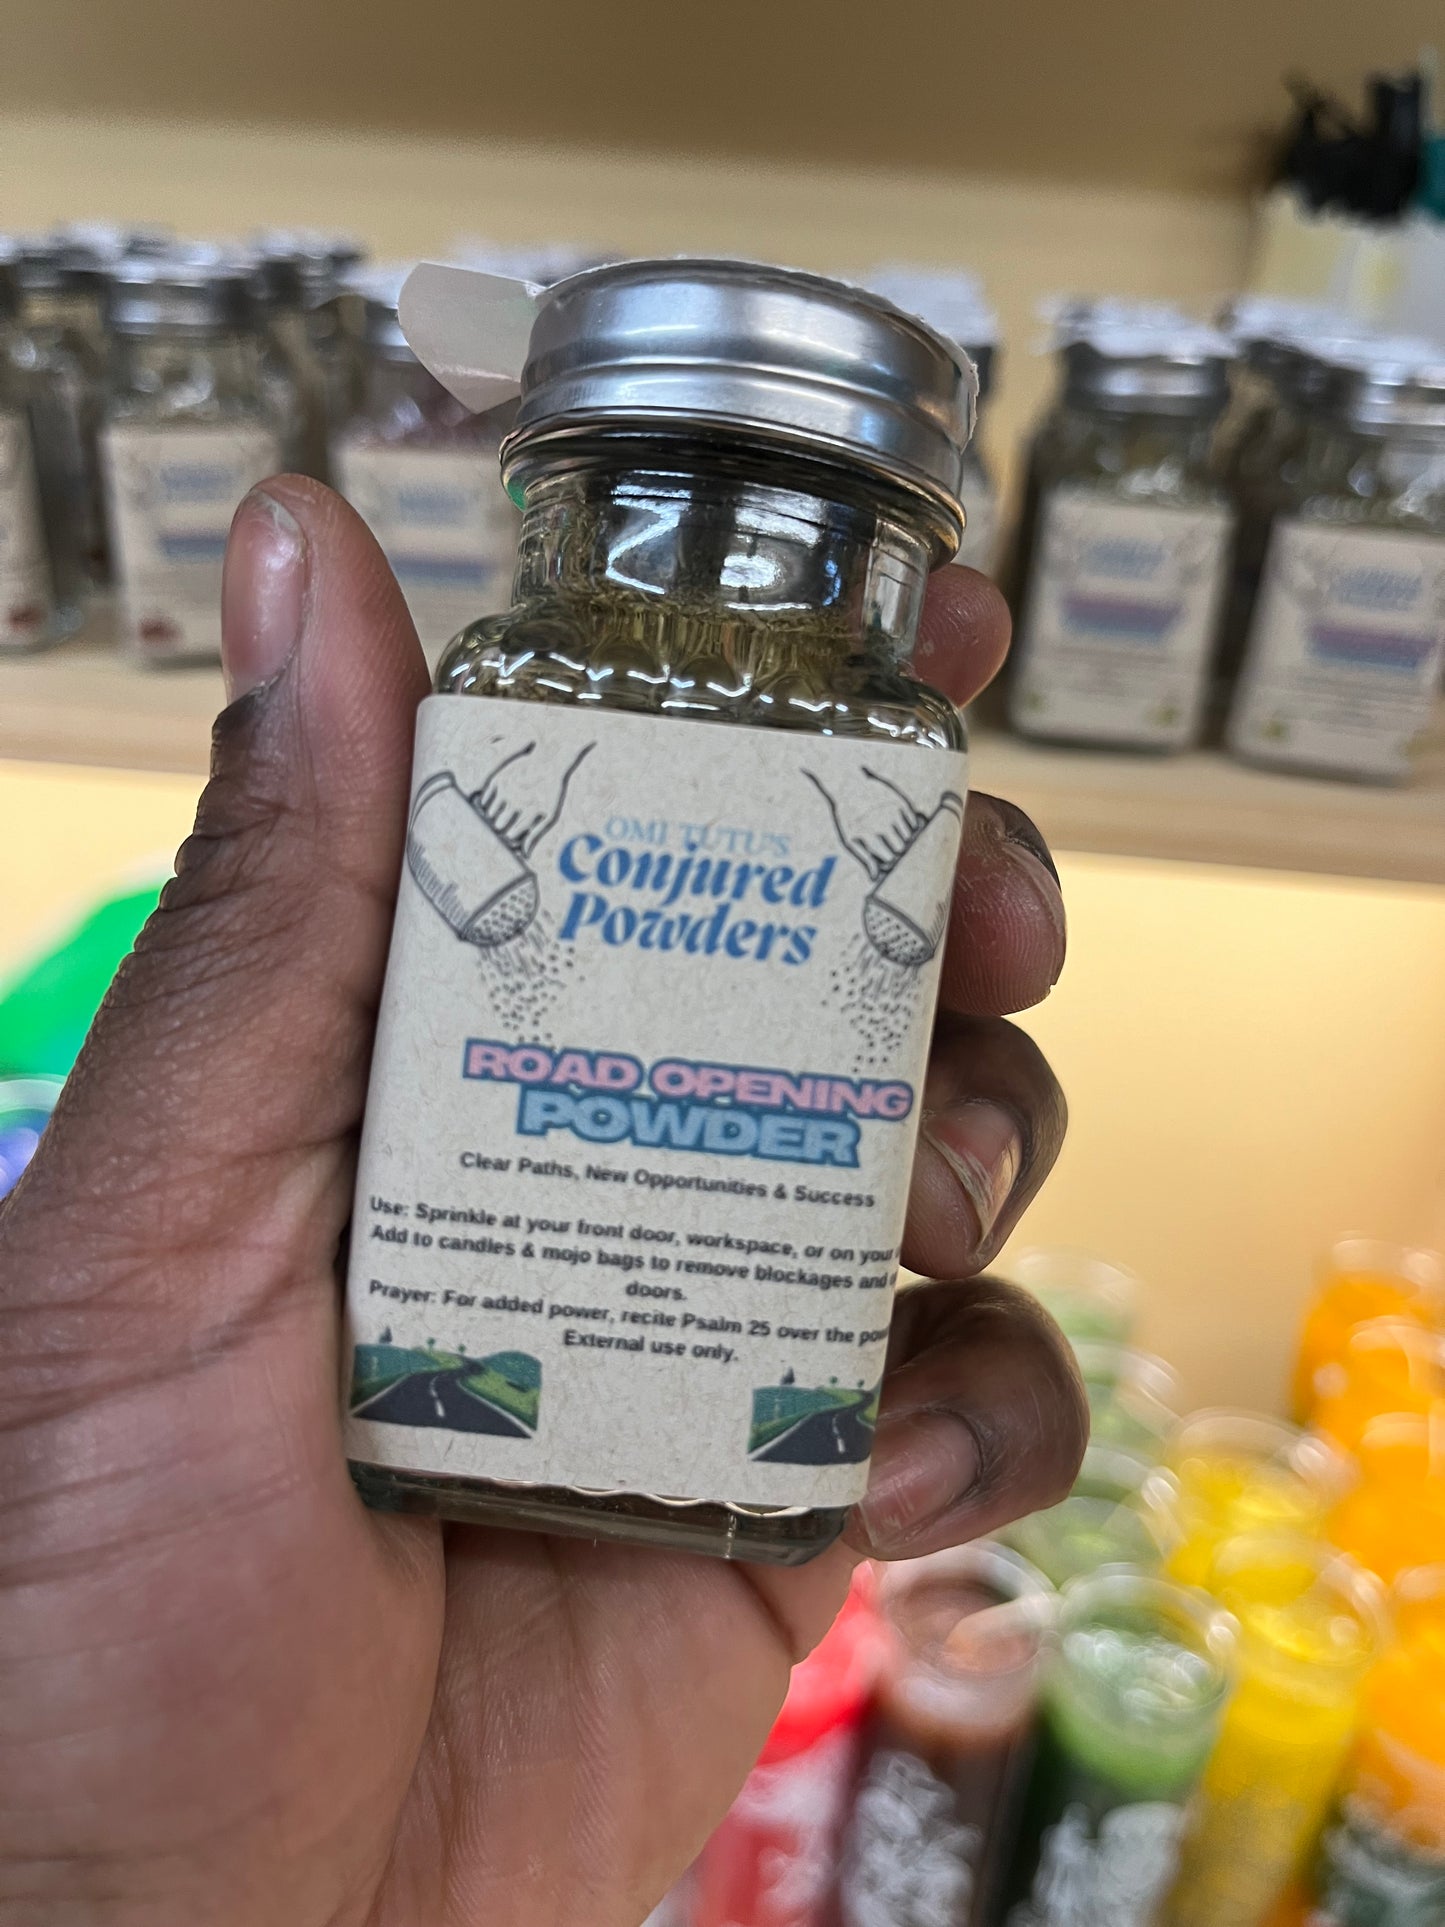 OMI TUTU'S
Conjured
Powders
ROAD OPENING
POWDER
Clear Paths, New Opportunities & Success
Use: Sprinkle at your front door, workspace, or on your
Add to candles & mojo bags to remove blockages and
doors.
Prayer: For added power, recite Psalm 25 over the
External use only.